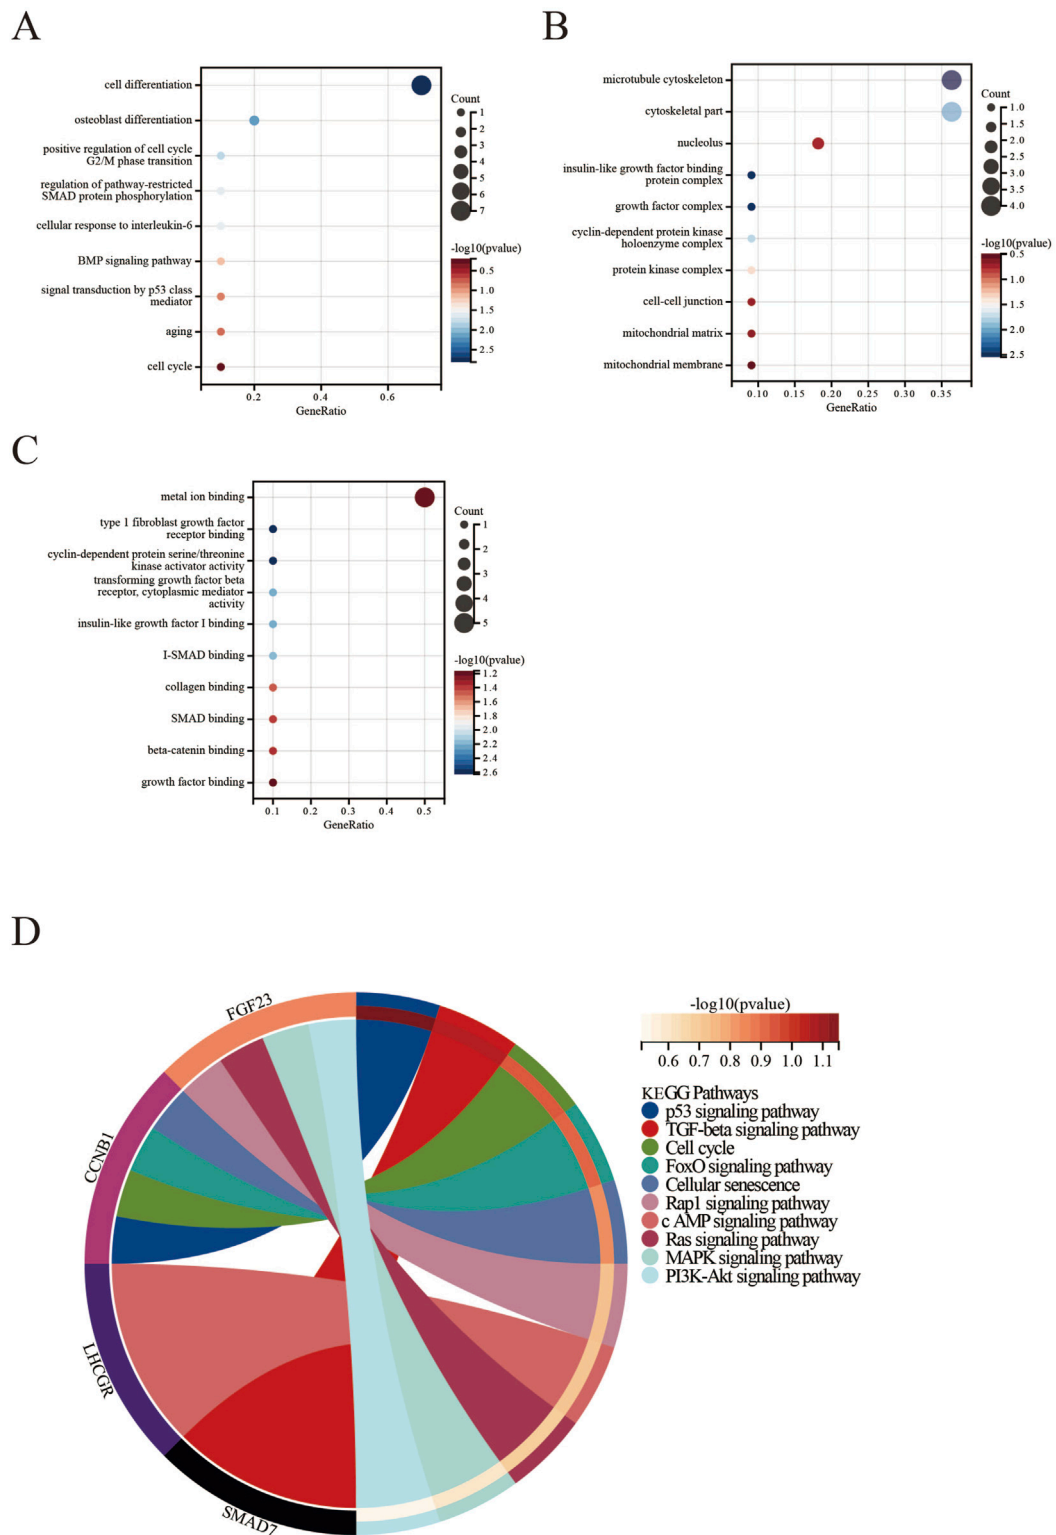 A
cell differentiation
osteoblast differentiation
positive regulation of cell cycle
G2/M phase transition
regulation of pathway-restricted
SMAD protein phosphorylation
cellular response to interleukin-6
BMP signaling pathway
signal transduction by p53 class
mediator
aging
cell cycle
0.2
0.4
0.6
GeneRatio
Count
1
2
3
4
5
6
7
-log10(pvalue)
0.5
1.0
1.5
2.0
2.5
B
microtubule cytoskeleton
cytoskeletal part
nucleolus
insulin-like growth factor binding
protein complex
growth factor complex
cyclin-dependent protein kinase
holoenzyme complex
protein kinase complex
cell-cell junction
mitochondrial matrix
mitochondrial membrane
0.10
0.15
0.20
0.25
0.30
0.35
GeneRatio
Count
1.0
1.5
2.0
2.5
3.0
3.5
4.0
-log10(pvalue)
0.5
1.0
1.5
2.0
2.5
C
metal ion binding
type 1 fibroblast growth factor
receptor binding
cyclin-dependent protein serine/threonine
kinase activator activity
transforming growth factor beta
receptor, cytoplasmic mediator
activity
insulin-like growth factor I binding
I-SMAD binding
collagen binding
SMAD binding
beta-catenin binding
growth factor binding
0.1
0.2
0.3
0.4
0.5
GeneRatio
Count
1
2
3
4
5
-log10(pvalue)
1.2
1.4
1.6
1.8
2.0
2.2
2.4
2.6
D
FGF23
CCNB1
LHCGR
SMAD7
-log10(pvalue)
0.6
0.7
0.8
0.9
1.0
1.1
KEGG Pathways
p53 signaling pathway
TGF-beta signaling pathway
Cell cycle
FoxO signaling pathway
Cellular senescence
Rap1 signaling pathway
c AMP signaling pathway
Ras signaling pathway
MAPK signaling pathway
PI3K-Akt signaling pathway